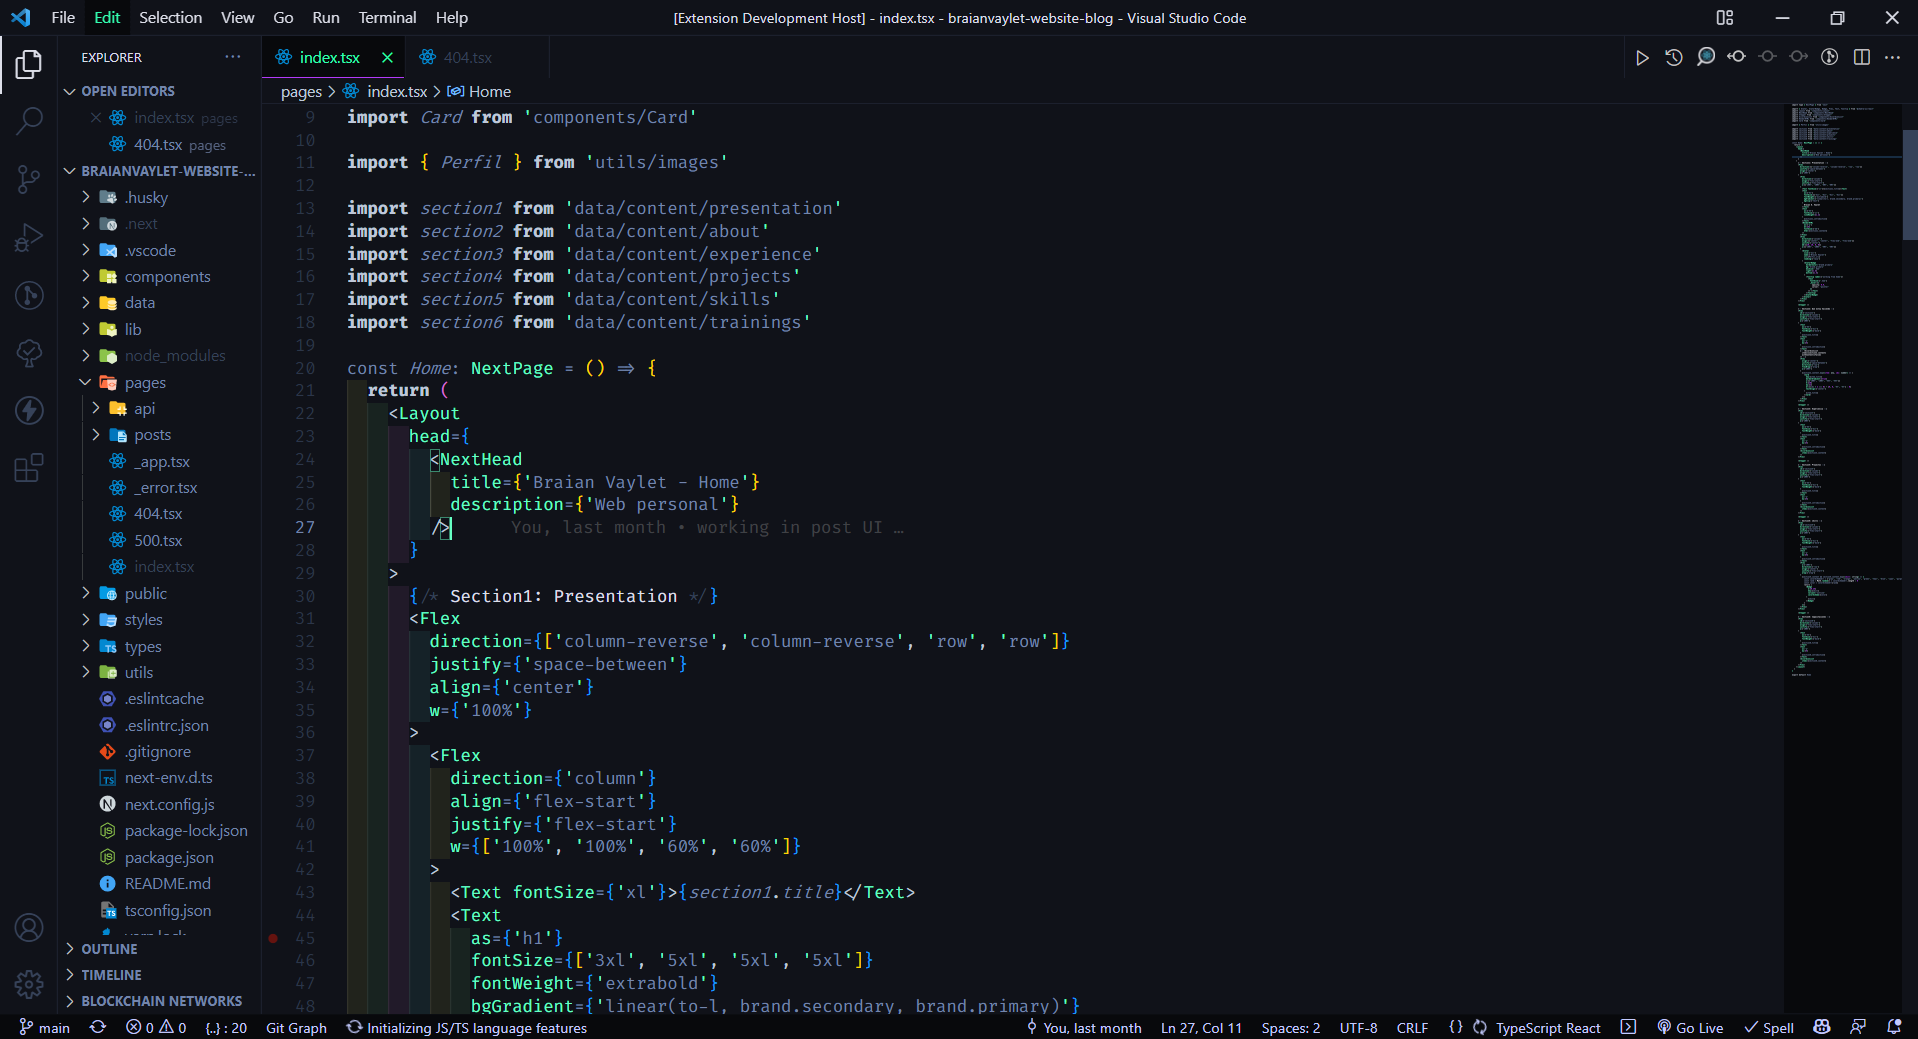 File Edit Selection View Go Run Terminal Help
[Extension Development Host] - index.tsx - braianvaylet-website-blog - Visual Studio Code
EXPLORER
OPEN EDITORS
index.tsx pages
404.tsx pages
BRAIANVAYLET-WEBSITE-...
.husky
.next
.vscode
components
data
lib
node_modules
pages
api
posts
_app.tsx
_error.tsx
404.tsx
500.tsx
index.tsx
public
styles
types
utils
.eslintcache
.eslintrc.json
.gitignore
next-env.d.ts
next.config.js
package-lock.json
package.json
README.md
tsconfig.json
yarn.lock
OUTLINE
TIMELINE
BLOCKCHAIN NETWORKS
index.tsx
404.tsx
pages > index.tsx > Home
9 import Card from 'components/Card'
10
11 import { Perfil } from 'utils/images'
12
13 import section1 from 'data/content/presentation'
14 import section2 from 'data/content/about'
15 import section3 from 'data/content/experience'
16 import section4 from 'data/content/projects'
17 import section5 from 'data/content/skills'
18 import section6 from 'data/content/trainings'
19
20 const Home: NextPage = () => {
21 return (
22 <Layout
23 head={
24 <NextHead
25 title={'Braian Vaylet - Home'}
26 description={'Web personal'}
27 /> You, last month • working in post UI …
28 }
29 >
30 {/* Section1: Presentation */}
31 <Flex
32 direction={['column-reverse', 'column-reverse', 'row', 'row']}
33 justify={'space-between'}
34 align={'center'}
35 w={'100%'}
36 >
37 <Flex
38 direction={'column'}
39 align={'flex-start'}
40 justify={'flex-start'}
41 w={['100%', '100%', '60%', '60%']}
42 >
43 <Text fontSize={'xl'}>{section1.title}</Text>
44 <Text
45 as={'h1'}
46 fontSize={['3xl', '5xl', '5xl', '5xl']}
47 fontWeight={'extrabold'}
48 bgGradient={'linear(to-l, brand.secondary, brand.primary)'}
main 0 0 {..} : 20 Git Graph Initializing JS/TS language features
You, last month Ln 27, Col 11 Spaces: 2 UTF-8 CRLF {} TypeScript React Go Live Spell